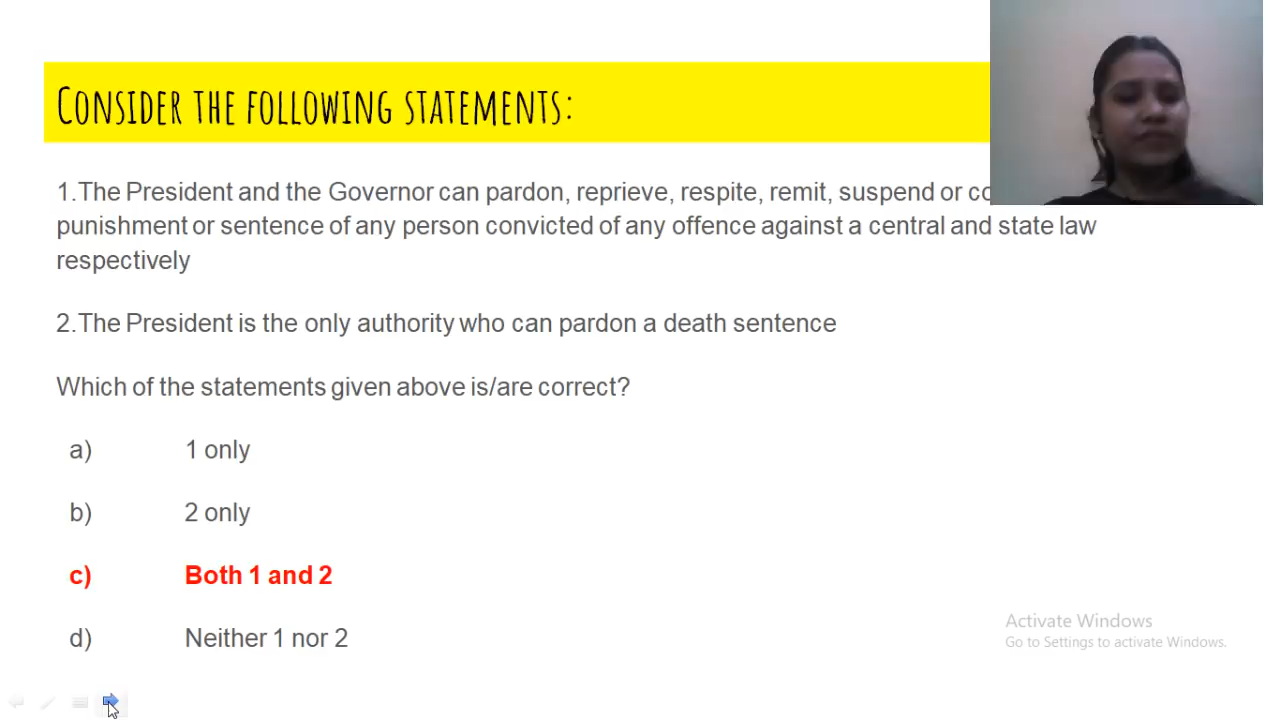 CONSIDER THE FOLLOWING STATEMENTS:
1.The President and the Governor can pardon, reprieve, respite, remit, suspend or
punishment or sentence of any person convicted of any offence against a central and state law
respectively
2.The President is the only authority who can pardon a death sentence
Which of the statements given above is/are correct?
a) 1 only
b) 2 only
c) Both 1 and 2
d) Neither 1 nor 2
Activate Windows
Go to Settings to activate Windows.